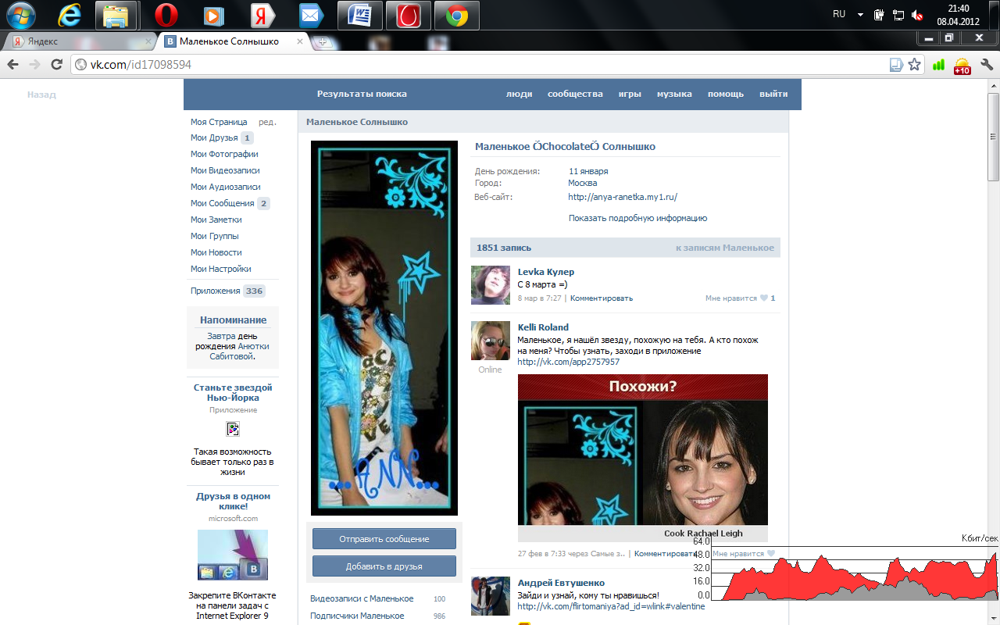 RU
21:40
08.04.2012
Яндекс
Маленькое Солнышко
vk.com/id17098594
+10
Назад
Результаты поиска
люди
сообщества
игры
музыка
помощь
выйти
Моя Страница ред.
Мои Друзья 1
Мои Фотографии
Мои Видеозаписи
Мои Аудиозаписи
Мои Сообщения 2
Мои Заметки
Мои Группы
Мои Новости
Мои Настройки
Приложения 336
Напоминание
Завтра день
рождения Анютки
Сабитовой.
Станьте звездой
Нью-Йорка
Приложение
Такая возможность
бывает только раз в
жизни
Друзья в одном
клике!
microsoft.com
Закрепите ВКонтакте
на панели задач с
Internet Explorer 9
Маленькое Солнышко
...ANN...
Отправить сообщение
Добавить в друзья
Видеозаписи с Маленькое 100
Подписчики Маленькое 986
Маленькое ѼChocolateѼ Солнышко
День рождения: 11 января
Город: Москва
Веб-сайт: http://anya-ranetka.my1.ru/
Показать подробную информацию
1851 запись к записям Маленькое
Levka Кулер
С 8 марта =)
8 мар в 7:27 | Комментировать Мне нравится 1
Kelli Roland
Маленькое, я нашёл звезду, похожую на тебя. А кто похож
на меня? Чтобы узнать, заходи в приложение
http://vk.com/app2757957
Online
Похожи?
Cook Rachael Leigh
27 фев в 7:33 через Самые з.. | Комментировать Мне нравится
Андрей Евтушенко
Зайди и узнай, кому ты нравишься!
http://vk.com/flirtomaniya?ad_id=wlink#valentine
Кбит/сек
64.0
48.0
32.0
16.0
0.0